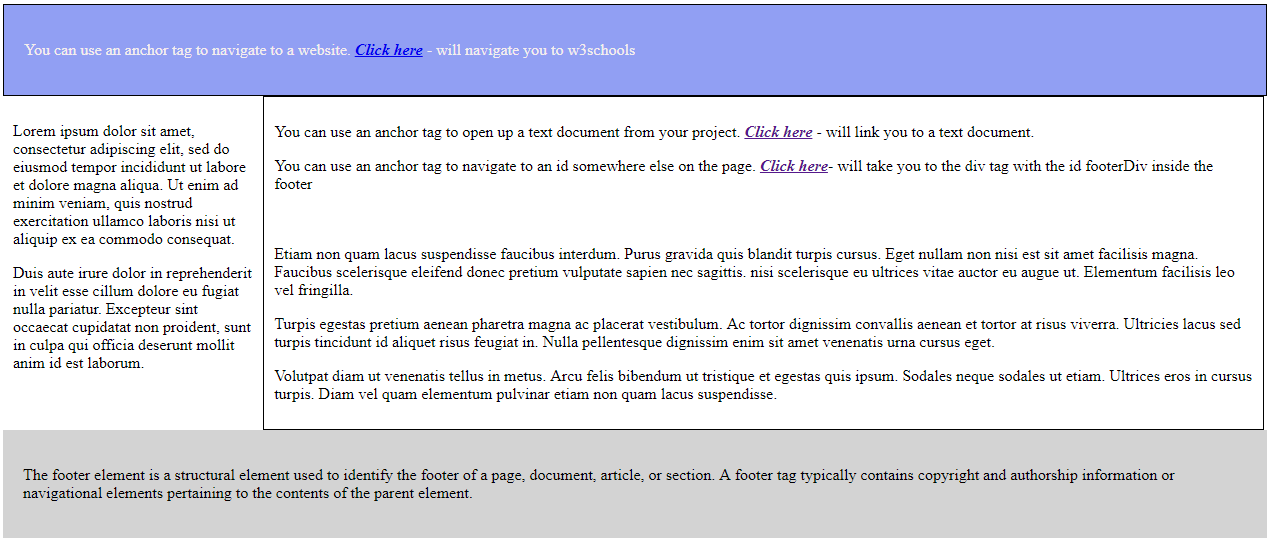 You can use an anchor tag to navigate to a website. Click here - will navigate you to w3schools
Lorem ipsum dolor sit amet,
consectetur adipiscing elit, sed do
eiusmod tempor incididunt ut labore
et dolore magna aliqua. Ut enim ad
minim veniam, quis nostrud
exercitation ullamco laboris nisi ut
aliquip ex ea commodo consequat.
Duis aute irure dolor in reprehenderit
in velit esse cillum dolore eu fugiat
nulla pariatur. Excepteur sint
occaecat cupidatat non proident, sunt
in culpa qui officia deserunt mollit
anim id est laborum.
You can use an anchor tag to open up a text document from your project. Click here - will link you to a text document.
You can use an anchor tag to navigate to an id somewhere else on the page. Click here- will take you to the div tag with the id footerDiv inside the
footer
Etiam non quam lacus suspendisse faucibus interdum. Purus gravida quis blandit turpis cursus. Eget nullam non nisi est sit amet facilisis magna.
Faucibus scelerisque eleifend donec pretium vulputate sapien nec sagittis. nisi scelerisque eu ultrices vitae auctor eu augue ut. Elementum facilisis leo
vel fringilla.
Turpis egestas pretium aenean pharetra magna ac placerat vestibulum. Ac tortor dignissim convallis aenean et tortor at risus viverra. Ultricies lacus sed
turpis tincidunt id aliquet risus feugiat in. Nulla pellentesque dignissim enim sit amet venenatis urna cursus eget.
Volutpat diam ut venenatis tellus in metus. Arcu felis bibendum ut tristique et egestas quis ipsum. Sodales neque sodales ut etiam. Ultrices eros in cursus
turpis. Diam vel quam elementum pulvinar etiam non quam lacus suspendisse.
The footer element is a structural element used to identify the footer of a page, document, article, or section. A footer tag typically contains copyright and authorship information or
navigational elements pertaining to the contents of the parent element.